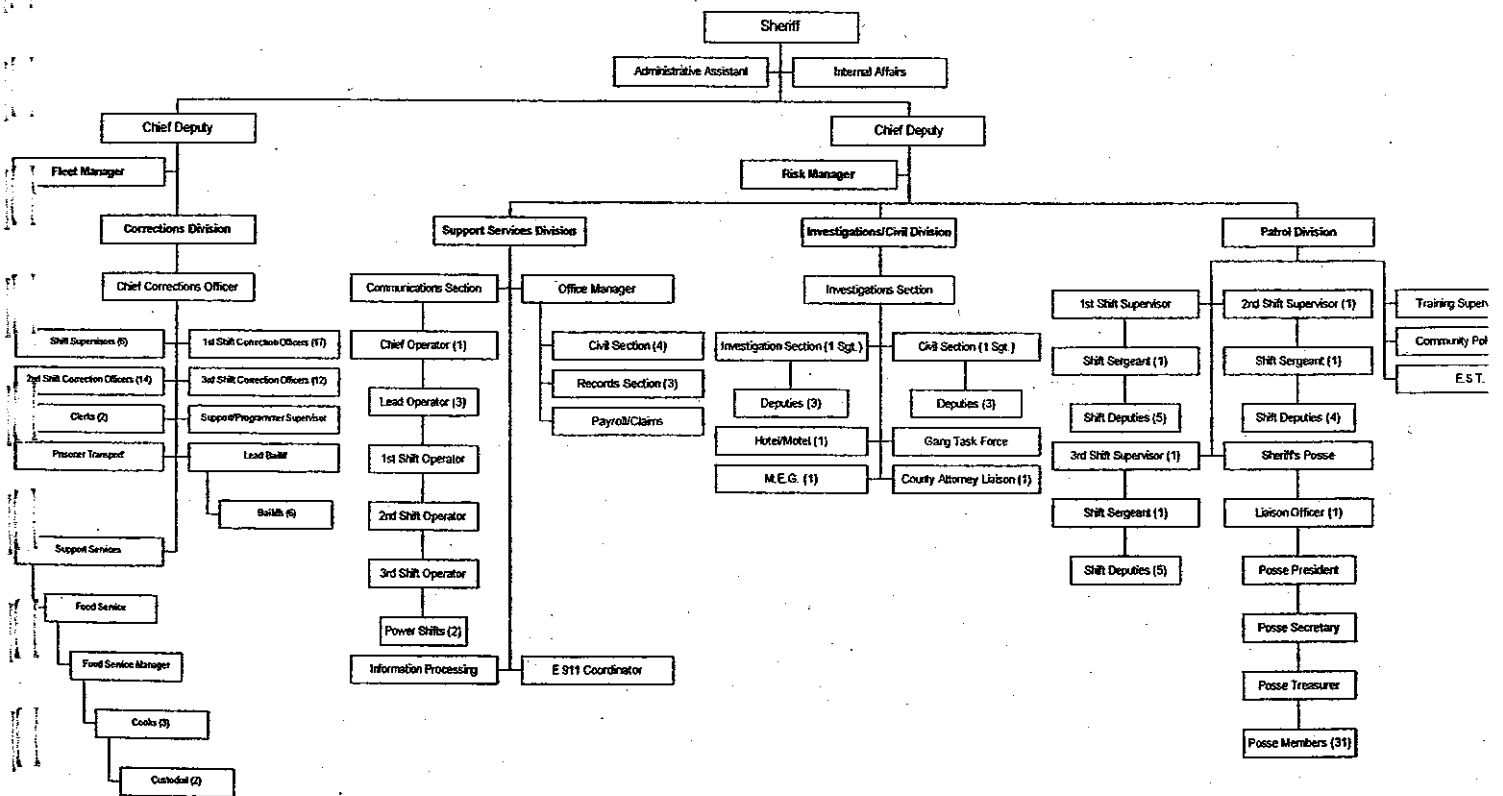 Sheriff
Administrative Assistant
Internal Affairs
Chief Deputy
Chief Deputy
Fleet Manager
Risk Manager
Corrections Division
Support Services Division
Investigations/Civil Division
Patrol Division
Chief Corrections Officer
Communications Section
Office Manager
Investigations Section
1st Shift Supervisor
2nd Shift Supervisor (1)
Training Superv
Shift Supervisors (5)
1st Shift Correction Officers (17)
Chief Operator (1)
Civil Section (4)
Investigation Section (1 Sgt.)
Civil Section (1 Sgt.)
Shift Sergeant (1)
Shift Sergeant (1)
Community Pol
2nd Shift Correction Officers (14)
3rd Shift Correction Officers (12)
Lead Operator (3)
Records Section (3)
Deputies (3)
Deputies (3)
E.S.T.
Clerks (2)
Support/Programmer Supervisor
Payroll/Claims
Shift Deputies (5)
Shift Deputies (4)
Prisoner Transport
Lead Bailiff
1st Shift Operator
Hotel/Motel (1)
Gang Task Force
3rd Shift Supervisor (1)
Sheriff's Posse
M.E.G. (1)
County Attorney Liaison (1)
Bailiffs (6)
2nd Shift Operator
Shift Sergeant (1)
Liaison Officer (1)
Support Services
3rd Shift Operator
Shift Deputies (5)
Posse President
Food Service
Power Shifts (2)
Posse Secretary
Food Service Manager
Information Processing
E 911 Coordinator
Posse Treasurer
Cooks (3)
Posse Members (31)
Custodial (2)